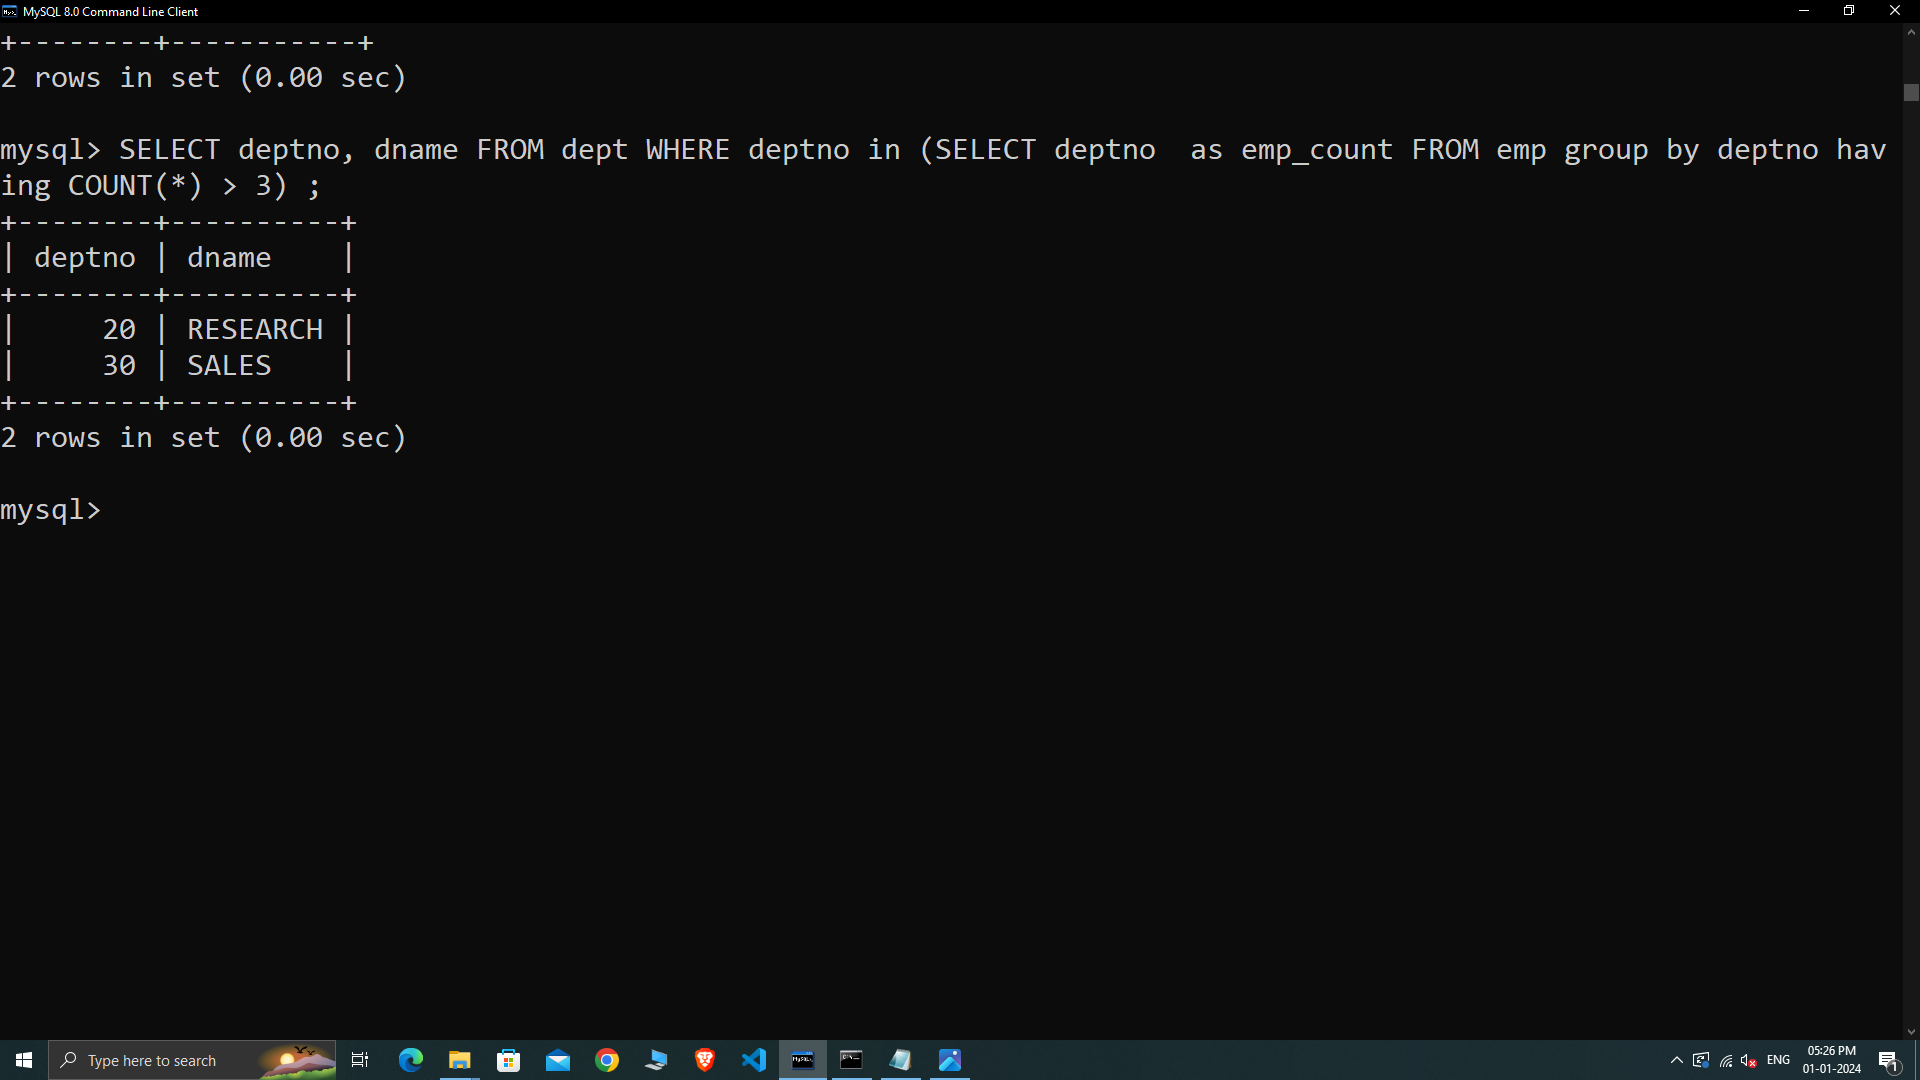 MySQL 8.0 Command Line Client
+--------+-----------+
2 rows in set (0.00 sec)
mysql> SELECT deptno, dname FROM dept WHERE deptno in (SELECT deptno  as emp_count FROM emp group by deptno hav
ing COUNT(*) > 3) ;
+--------+----------+
| deptno | dname    |
+--------+----------+
|     20 | RESEARCH |
|     30 | SALES    |
+--------+----------+
2 rows in set (0.00 sec)
mysql>
Type here to search
ENG
05:26 PM
01-01-2024
1